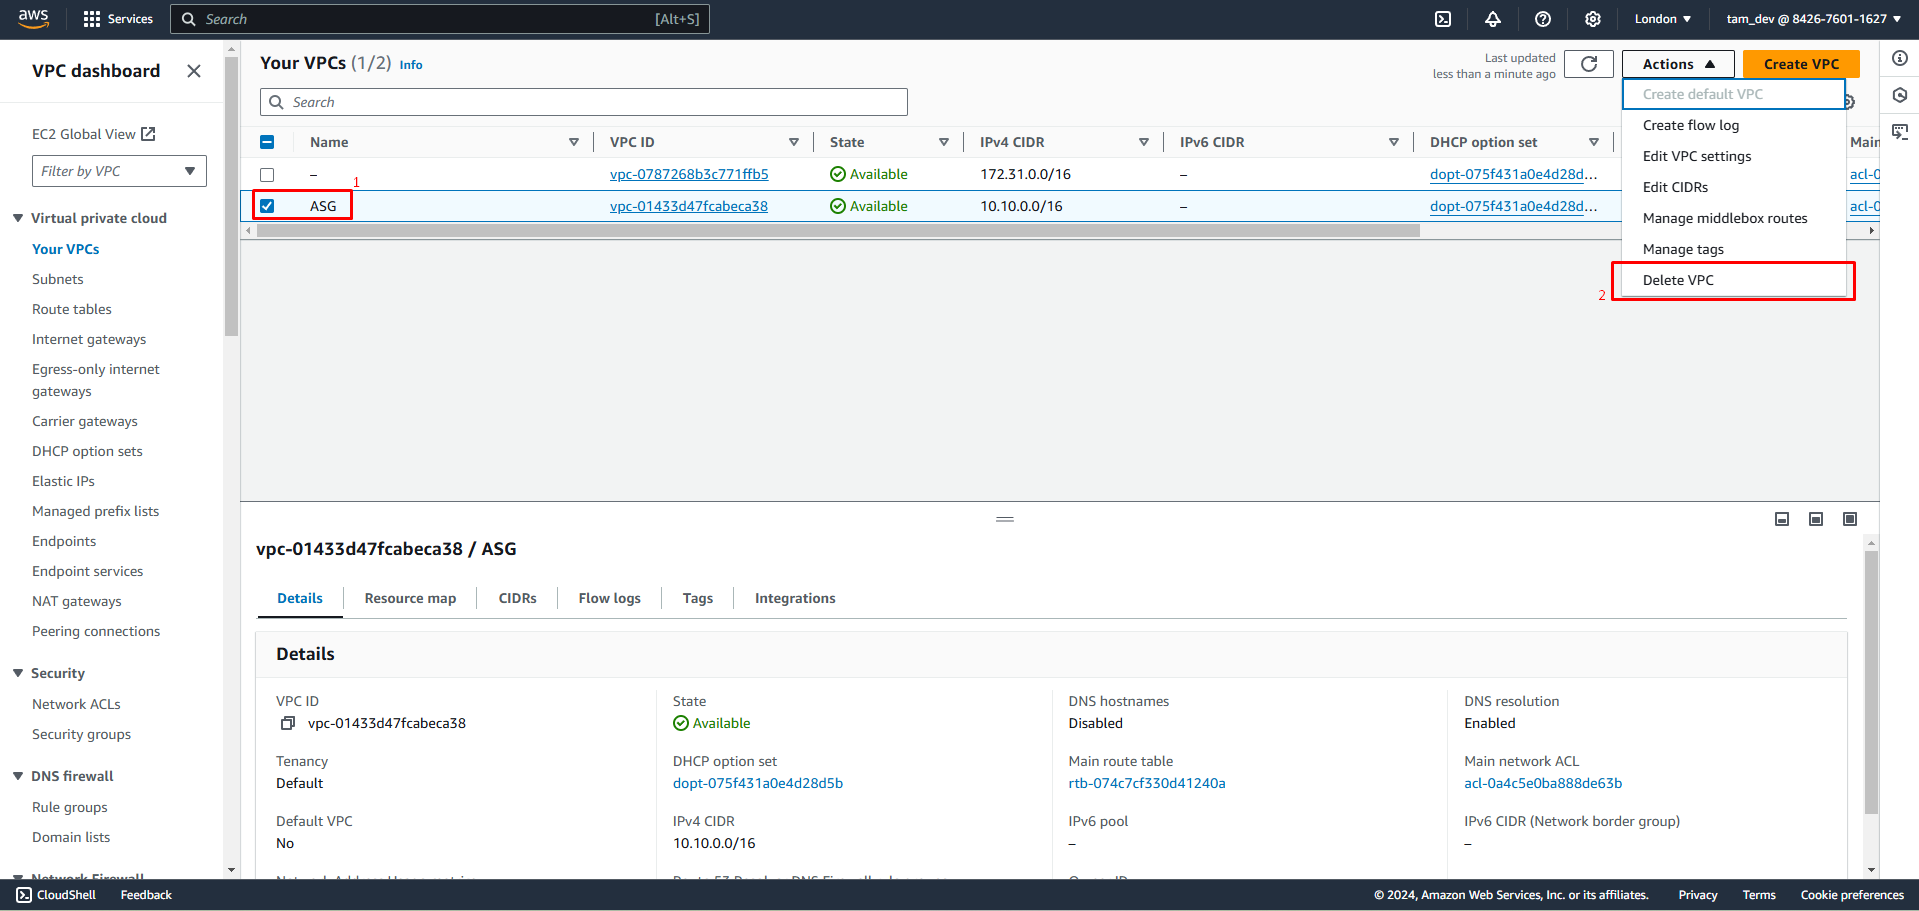 aws
Services
Search
[Alt+S]
London
tam_dev @ 8426-7601-1627
VPC dashboard
EC2 Global View
Filter by VPC
Virtual private cloud
Your VPCs
Subnets
Route tables
Internet gateways
Egress-only internet
gateways
Carrier gateways
DHCP option sets
Elastic IPs
Managed prefix lists
Endpoints
Endpoint services
NAT gateways
Peering connections
Security
Network ACLs
Security groups
DNS firewall
Rule groups
Domain lists
Your VPCs (1/2) Info
Last updated
less than a minute ago
Actions
Create VPC
Search
Create default VPC
Create flow log
Edit VPC settings
Edit CIDRs
Manage middlebox routes
Manage tags
Delete VPC
2
Name VPC ID State IPv4 CIDR IPv6 CIDR DHCP option set Main
– vpc-0787268b3c771ffb5 Available 172.31.0.0/16 – dopt-075f431a0e4d28d... acl-0
1
ASG vpc-01433d47fcabeca38 Available 10.10.0.0/16 – dopt-075f431a0e4d28d... acl-0
vpc-01433d47fcabeca38 / ASG
Details Resource map CIDRs Flow logs Tags Integrations
Details
VPC ID
vpc-01433d47fcabeca38
State
Available
DNS hostnames
Disabled
DNS resolution
Enabled
Tenancy
Default
DHCP option set
dopt-075f431a0e4d28d5b
Main route table
rtb-074c7cf330d41240a
Main network ACL
acl-0a4c5e0ba888de63b
Default VPC
No
IPv4 CIDR
10.10.0.0/16
IPv6 pool
–
IPv6 CIDR (Network border group)
–
CloudShell
Feedback
© 2024, Amazon Web Services, Inc. or its affiliates.
Privacy
Terms
Cookie preferences